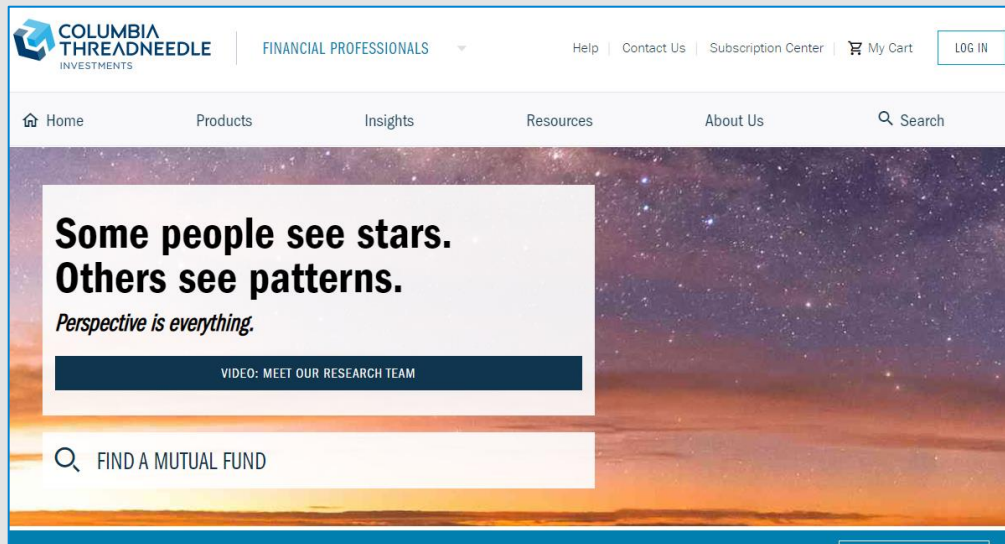 COLUMBIA
THREADNEEDLE
INVESTMENTS
FINANCIAL PROFESSIONALS
Help | Contact Us | Subscription Center | My Cart
LOG IN
Home
Products
Insights
Resources
About Us
Search
Some people see stars.
Others see patterns.
Perspective is everything.
VIDEO: MEET OUR RESEARCH TEAM
FIND A MUTUAL FUND